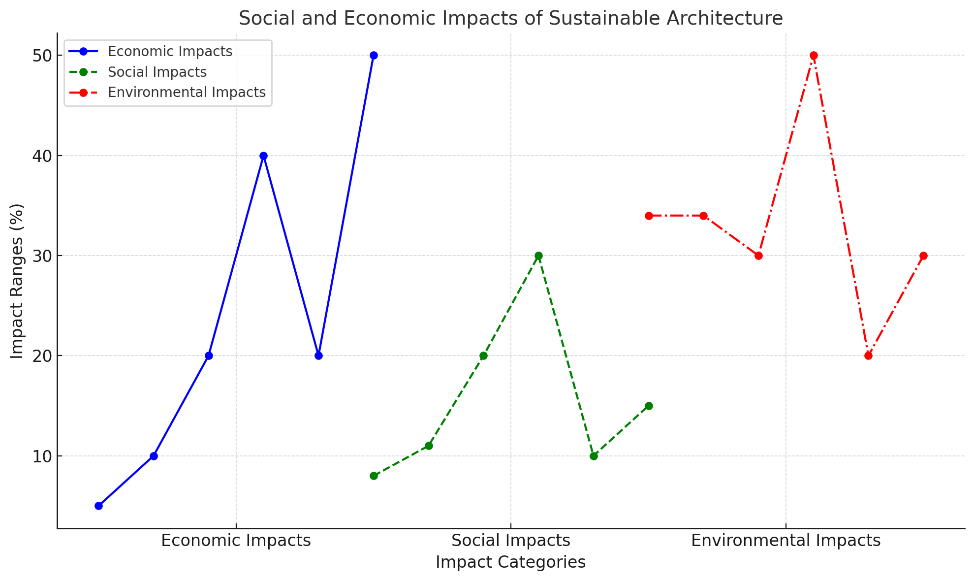 Social and Economic Impacts of Sustainable Architecture
Economic Impacts
Social Impacts
Environmental Impacts
50
40
30
20
10
Impact Ranges (%)
Economic Impacts
Social Impacts
Environmental Impacts
Impact Categories